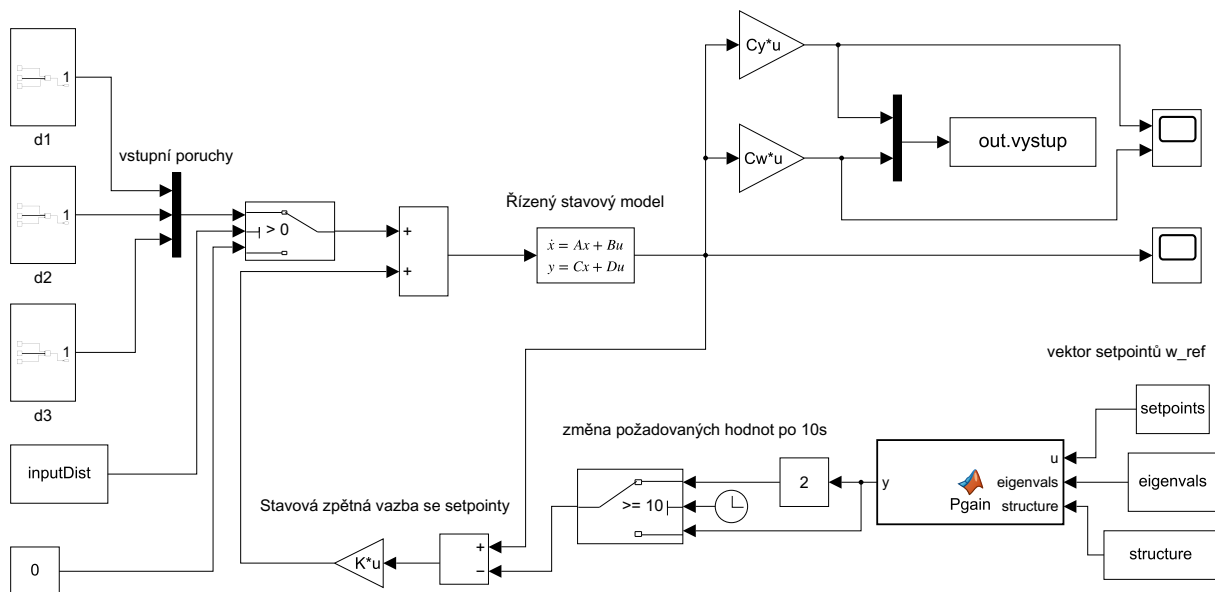 1
d1
vstupní poruchy
1
d2
1
d3
> 0
+
+
Řízený stavový model
ẋ = Ax + Bu
y = Cx + Du
Cy*u
Cw*u
out.vystup
vektor setpointů w_ref
setpoints
eigenvals
structure
u
eigenvals
structure
y
Pgain
změna požadovaných hodnot po 10s
2
>= 10
Stavová zpětná vazba se setpointy
+
−
K*u
inputDist
0